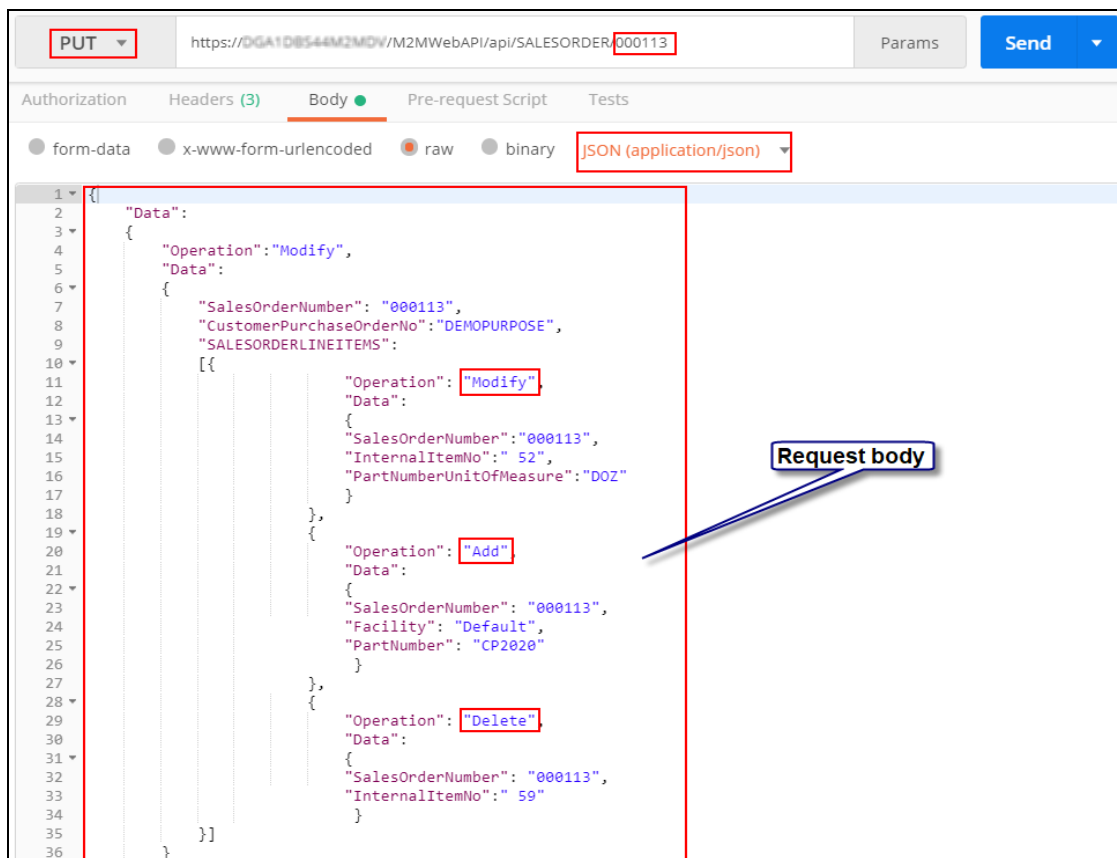 PUT https:// /M2MWebAPI/api/SALESORDER/000113 Params Send
Authorization Headers (3) Body Pre-request Script Tests
form-data x-www-form-urlencoded raw binary JSON (application/json)
1 {
2 "Data":
3 {
4 "Operation":"Modify",
5 "Data":
6 {
7 "SalesOrderNumber": "000113",
8 "CustomerPurchaseOrderNo":"DEMOPURPOSE",
9 "SALESORDERLINEITEMS":
10 [{
11 "Operation": "Modify",
12 "Data":
13 {
14 "SalesOrderNumber":"000113",
15 "InternalItemNo":" 52",
16 "PartNumberUnitOfMeasure":"DOZ"
17 }
18 },
19 {
20 "Operation": "Add",
21 "Data":
22 {
23 "SalesOrderNumber": "000113",
24 "Facility": "Default",
25 "PartNumber": "CP2020"
26 }
27 },
28 {
29 "Operation": "Delete",
30 "Data":
31 {
32 "SalesOrderNumber": "000113",
33 "InternalItemNo":" 59"
34 }
35 }]
36 }
Request body